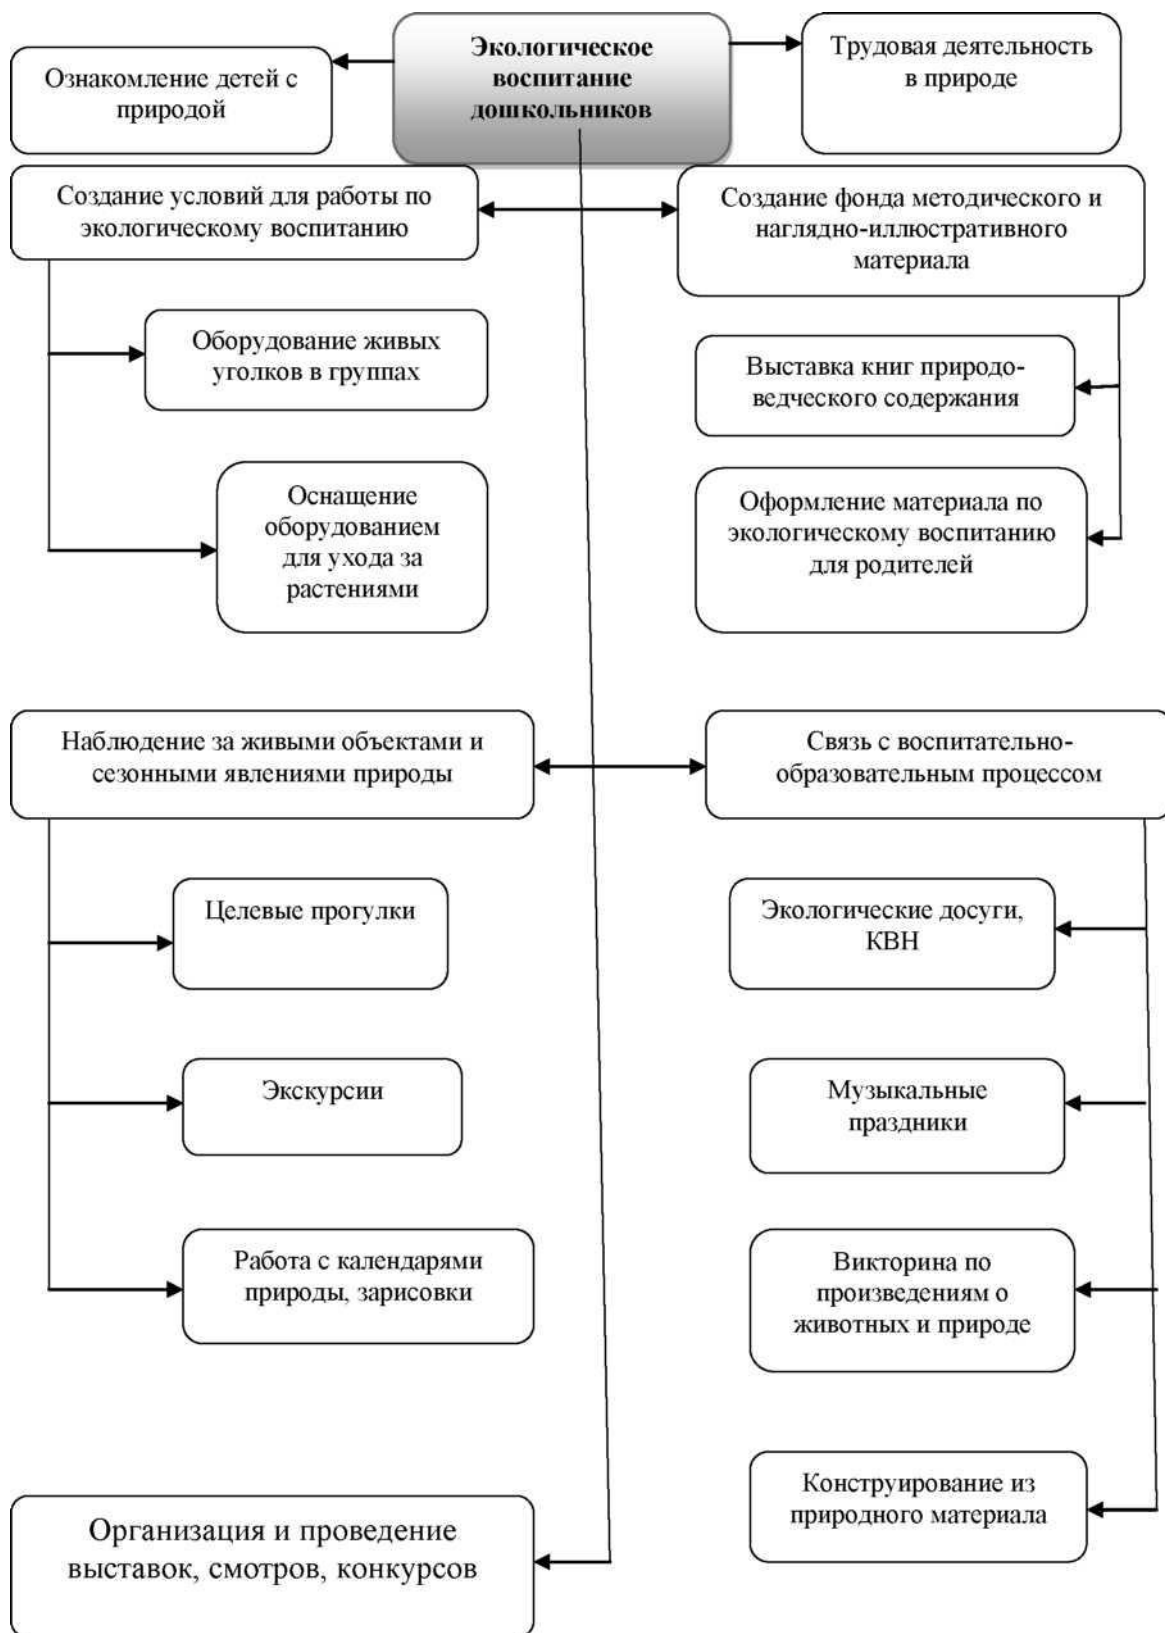 Экологическое
воспитание
дошкольников
Ознакомление детей с
природой
Трудовая деятельность
в природе
Создание условий для работы по
экологическому воспитанию
Создание фонда методического и
наглядно-иллюстративного
материала
Оборудование живых
уголков в группах
Выставка книг природо-
ведческого содержания
Оснащение
оборудованием
для ухода за
растениями
Оформление материала по
экологическому воспитанию
для родителей
Наблюдение за живыми объектами и
сезонными явлениями природы
Связь с воспитательно-
образовательным процессом
Целевые прогулки
Экологические досуги,
КВН
Экскурсии
Музыкальные
праздники
Работа с календарями
природы, зарисовки
Викторина по
произведениям о
животных и природе
Конструирование из
природного материала
Организация и проведение
выставок, смотров, конкурсов